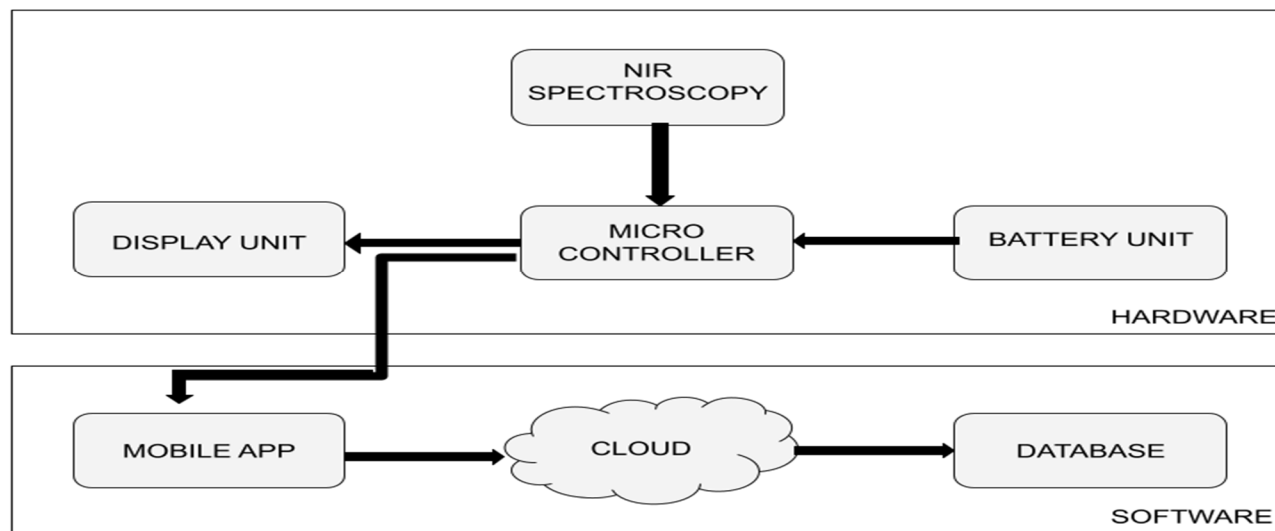 NIR
SPECTROSCOPY
DISPLAY UNIT
MICRO
CONTROLLER
BATTERY UNIT
HARDWARE
MOBILE APP
CLOUD
DATABASE
SOFTWARE